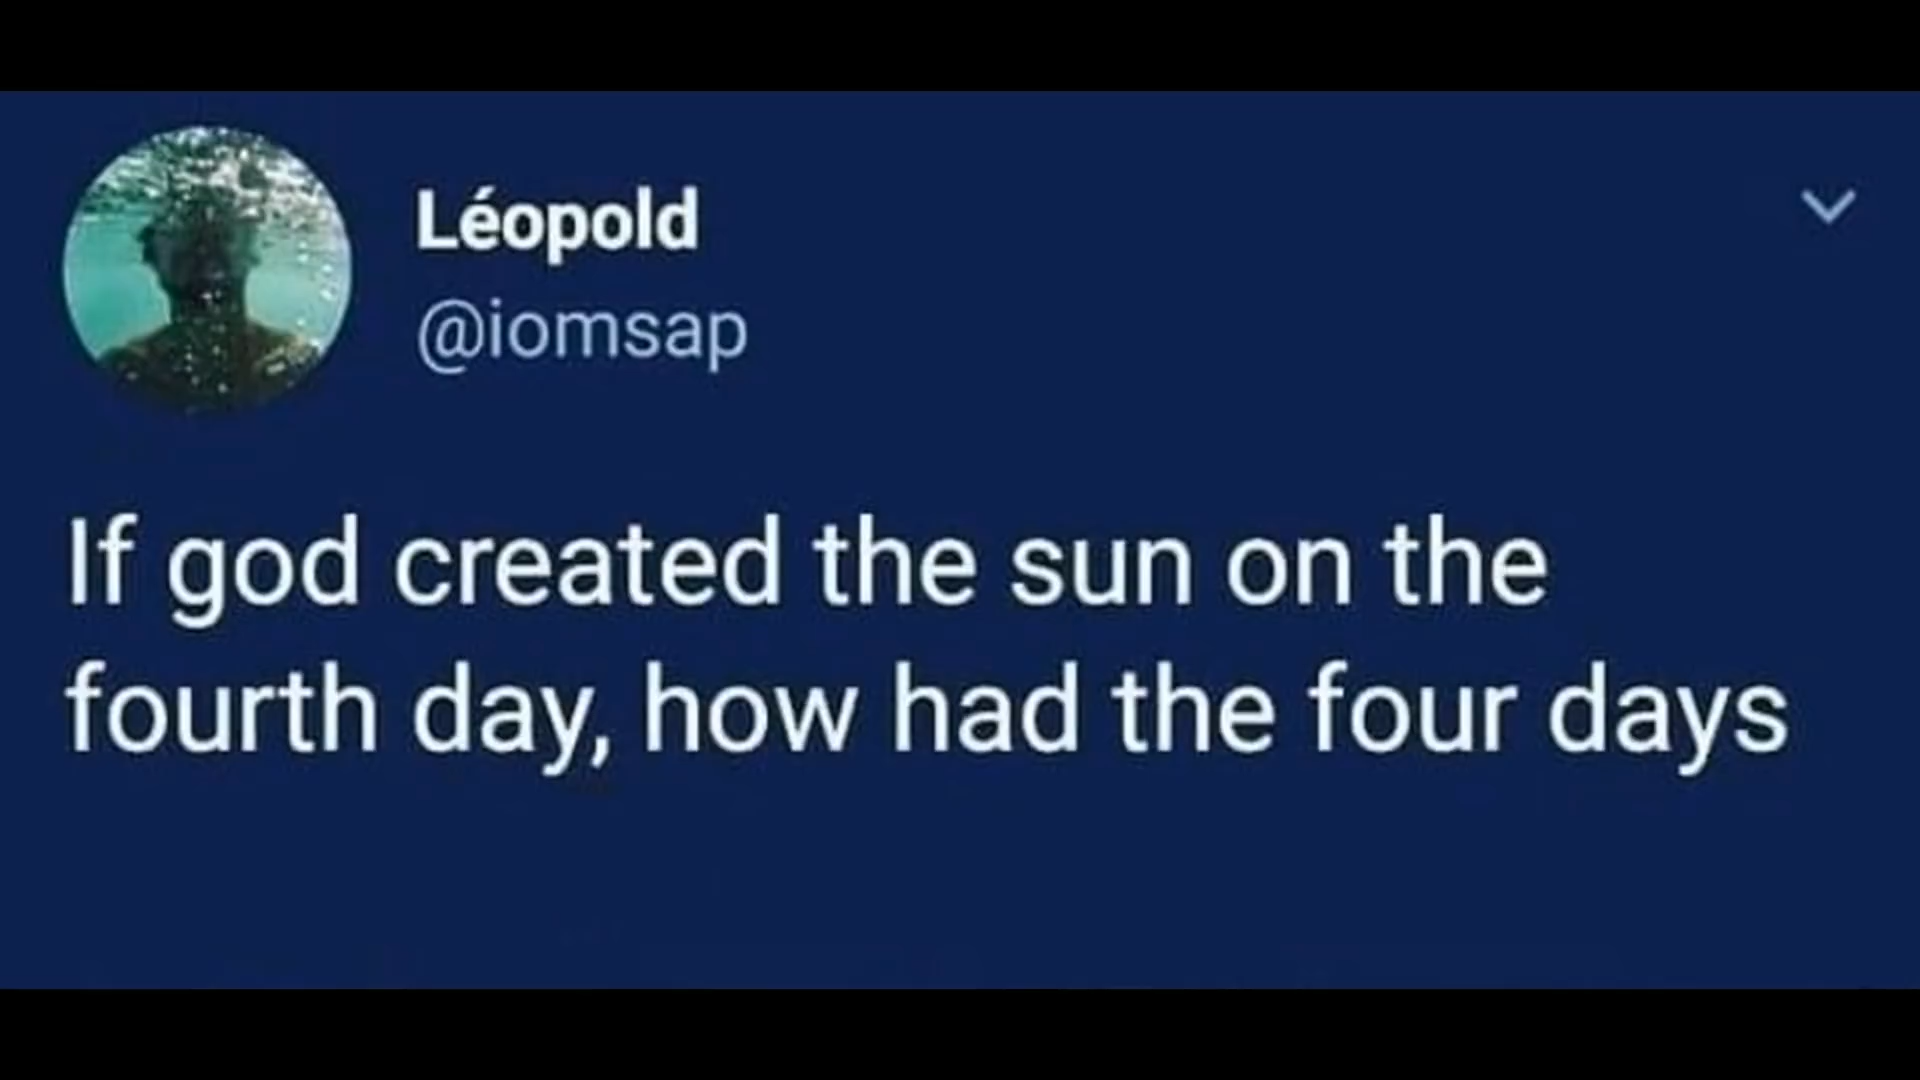 Léopold
@iomsap
If god created the sun on the
fourth day, how had the four days